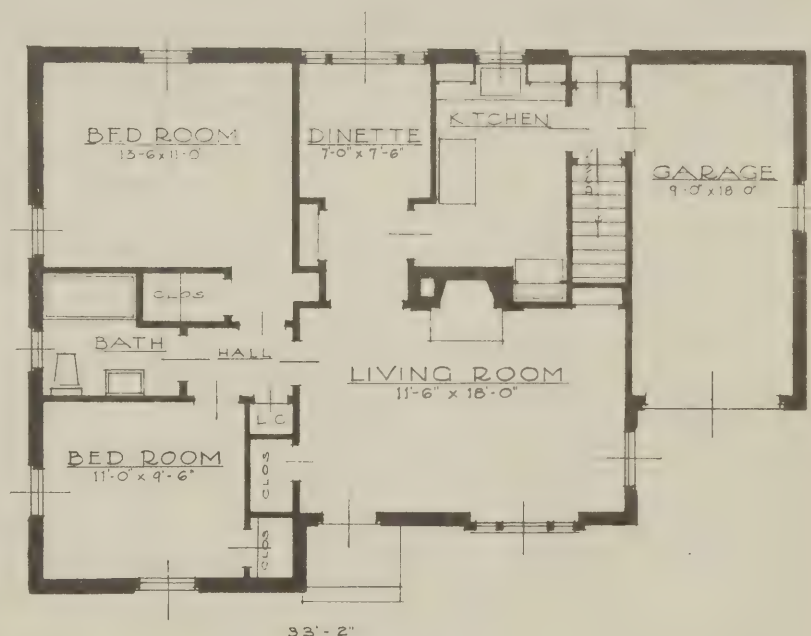 BED ROOM
13-6 x 11-0"
DINETTE
7'-0" x 7'-6"
KITCHEN
GARAGE
9'-0" x 18'-0"
CLOS
BATH
HALL
LIVING ROOM
11'-6" x 18'-0"
L.C.
BED ROOM
11'-0" x 9'-6"
CLOS
CLOS
33'-2"